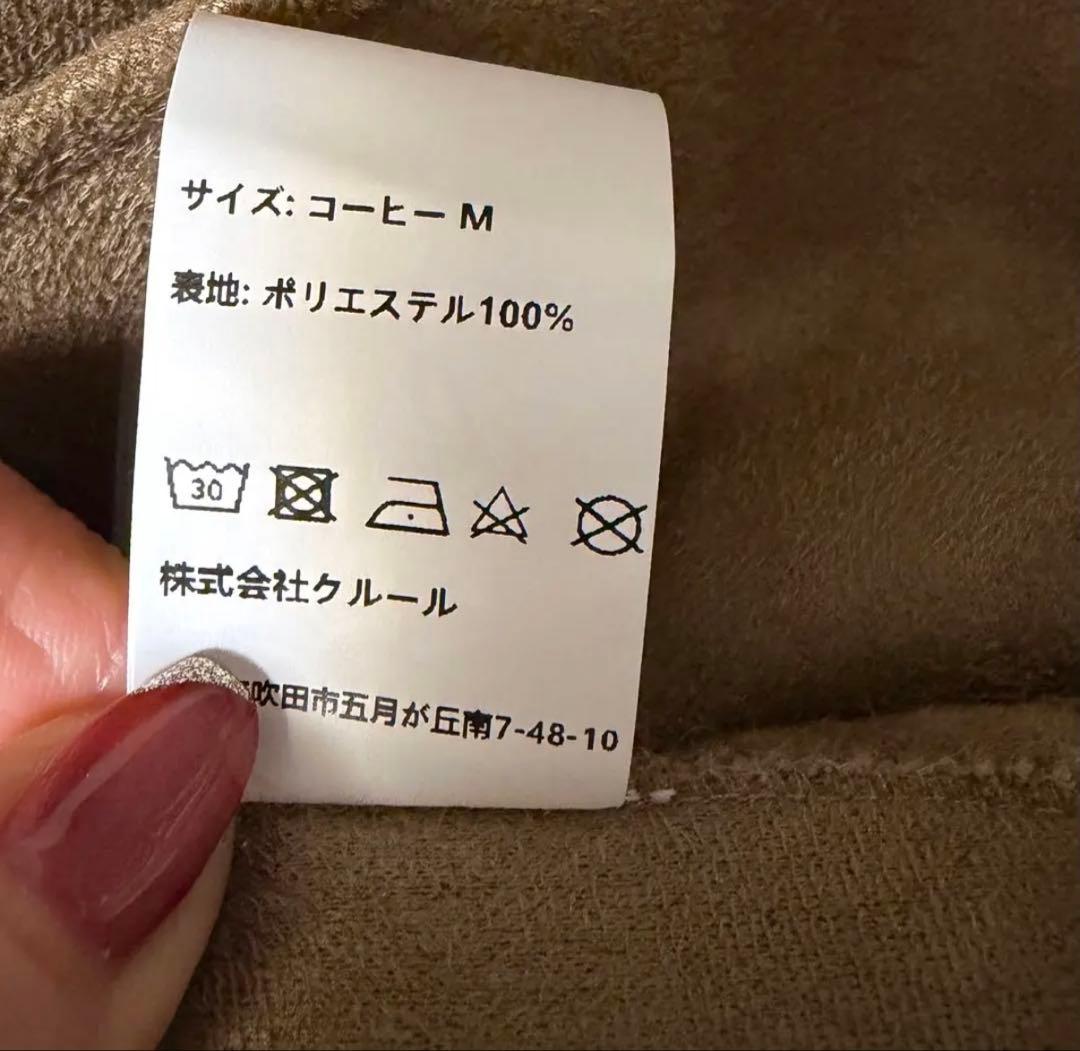 サイズ: コーヒー M
表地: ポリエステル100%
30
株式会社クルール
吹田市五月が丘南7-48-10